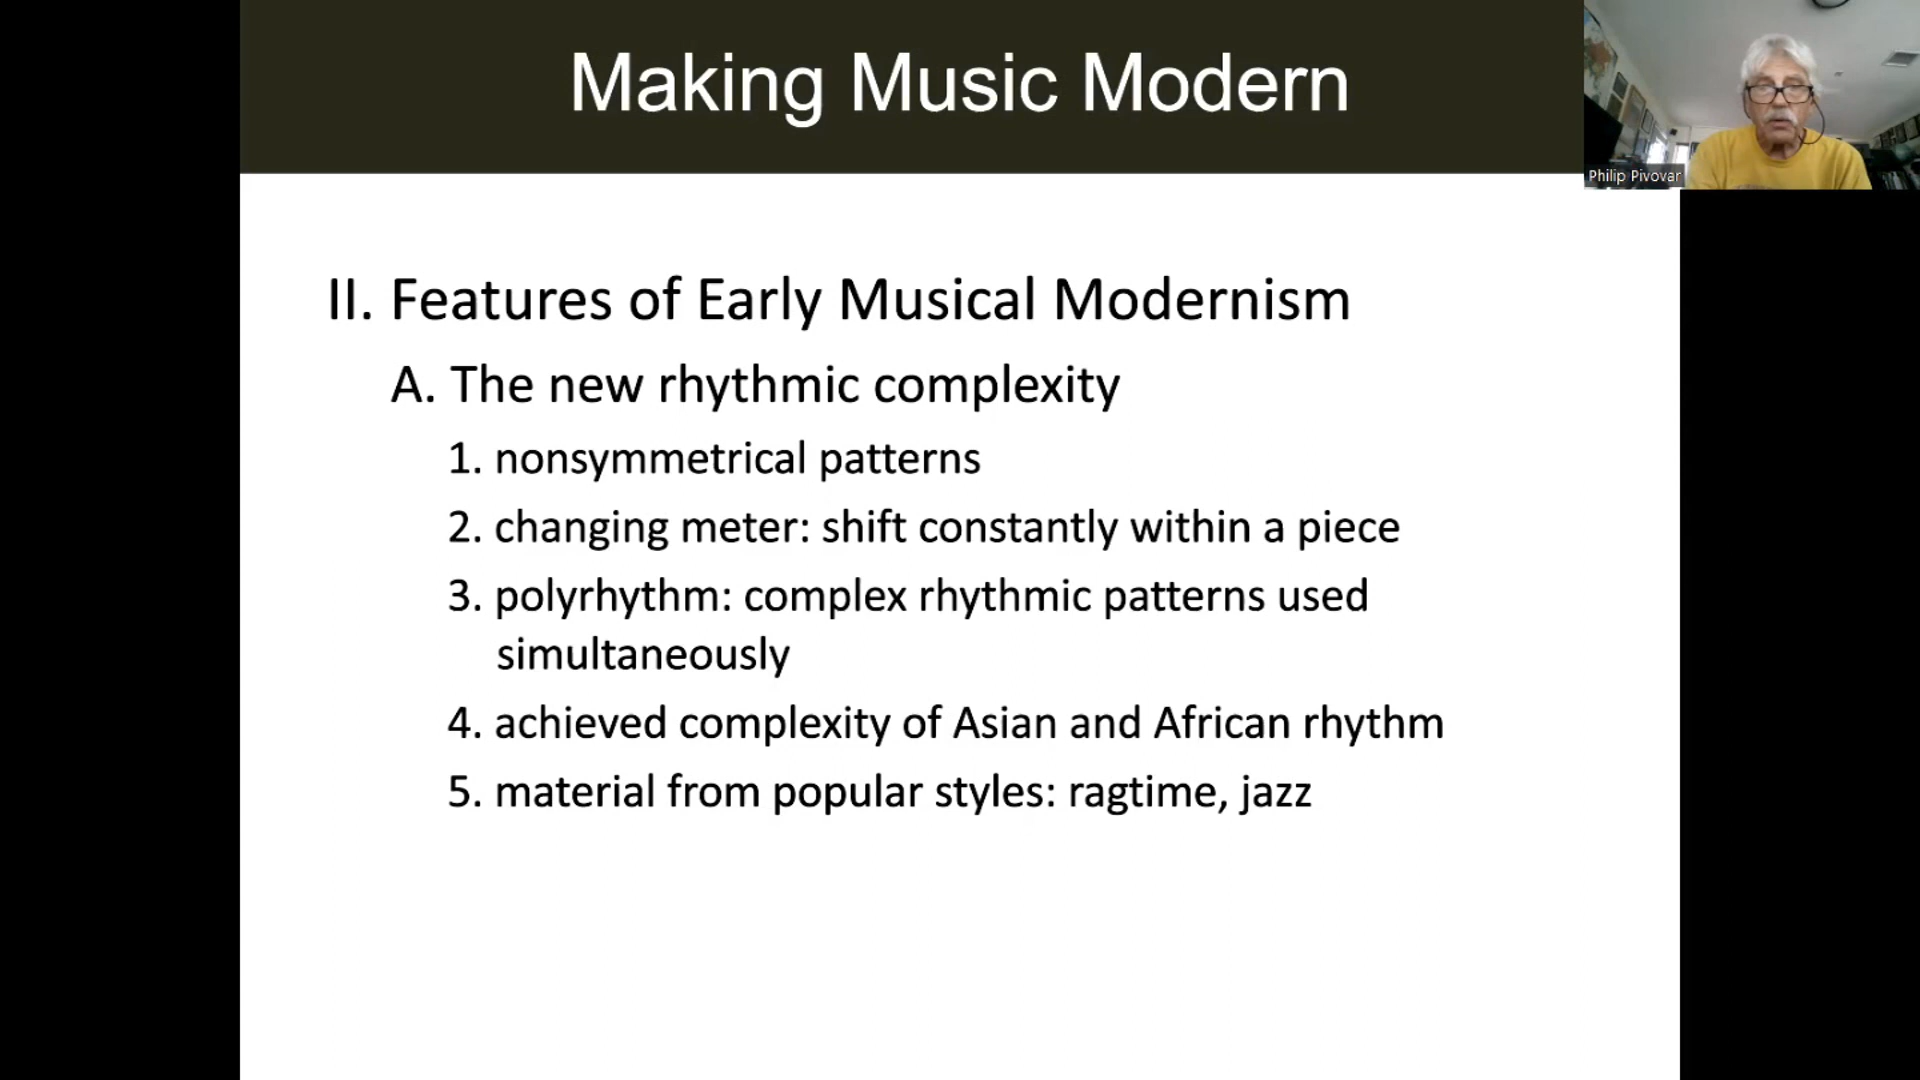 Making Music Modern
Philip Pivovar
II. Features of Early Musical Modernism
A. The new rhythmic complexity
1. nonsymmetrical patterns
2. changing meter: shift constantly within a piece
3. polyrhythm: complex rhythmic patterns used
simultaneously
4. achieved complexity of Asian and African rhythm
5. material from popular styles: ragtime, jazz